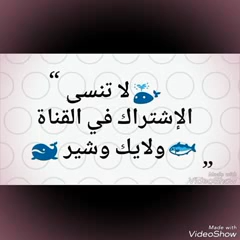 “ لا تنسى 🐳
الإشتراك في القناة
🐟 ولايك وشير 🐋 „
Made with
VideoShow